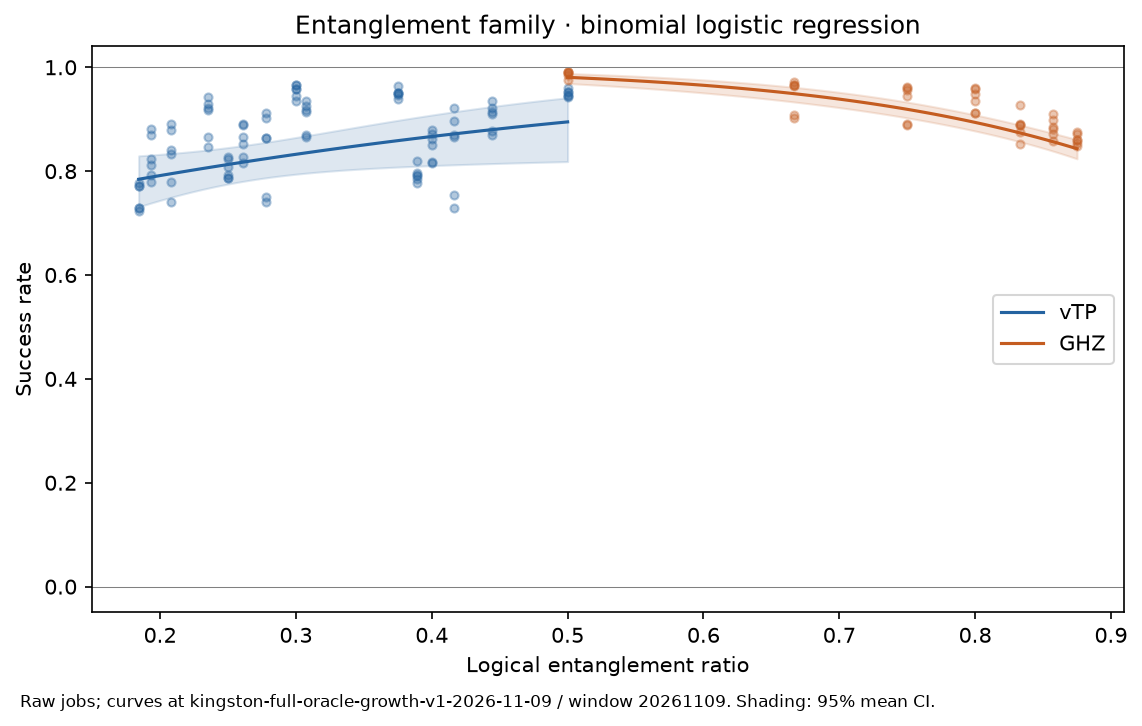 Entanglement family · binomial logistic regression
1.0
0.8
0.6
0.4
0.2
0.0
Success rate
vTP
GHZ
0.2 0.3 0.4 0.5 0.6 0.7 0.8 0.9
Logical entanglement ratio
Raw jobs; curves at kingston-full-oracle-growth-v1-2026-11-09 / window 20261109. Shading: 95% mean CI.